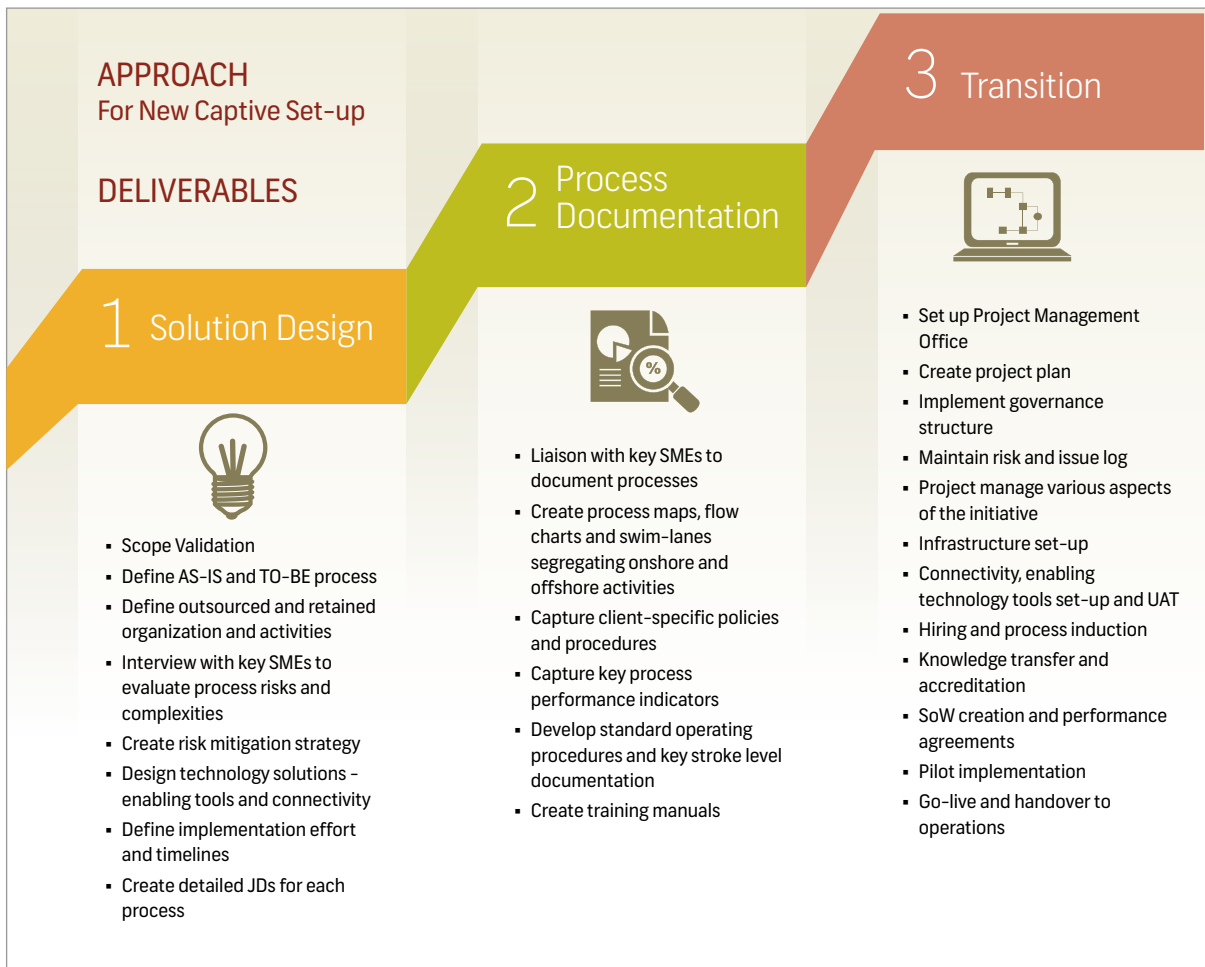 APPROACH
For New Captive Set-up
DELIVERABLES
1 Solution Design
▪ Scope Validation
▪ Define AS-IS and TO-BE process
▪ Define outsourced and retained
organization and activities
▪ Interview with key SMEs to
evaluate process risks and
complexities
▪ Create risk mitigation strategy
▪ Design technology solutions -
enabling tools and connectivity
▪ Define implementation effort
and timelines
▪ Create detailed JDs for each
process
2 Process
Documentation
%
▪ Liaison with key SMEs to
document processes
▪ Create process maps, flow
charts and swim-lanes
segregating onshore and
offshore activities
▪ Capture client-specific policies
and procedures
▪ Capture key process
performance indicators
▪ Develop standard operating
procedures and key stroke level
documentation
▪ Create training manuals
3 Transition
▪ Set up Project Management
Office
▪ Create project plan
▪ Implement governance
structure
▪ Maintain risk and issue log
▪ Project manage various aspects
of the initiative
▪ Infrastructure set-up
▪ Connectivity, enabling
technology tools set-up and UAT
▪ Hiring and process induction
▪ Knowledge transfer and
accreditation
▪ SoW creation and performance
agreements
▪ Pilot implementation
▪ Go-live and handover to
operations